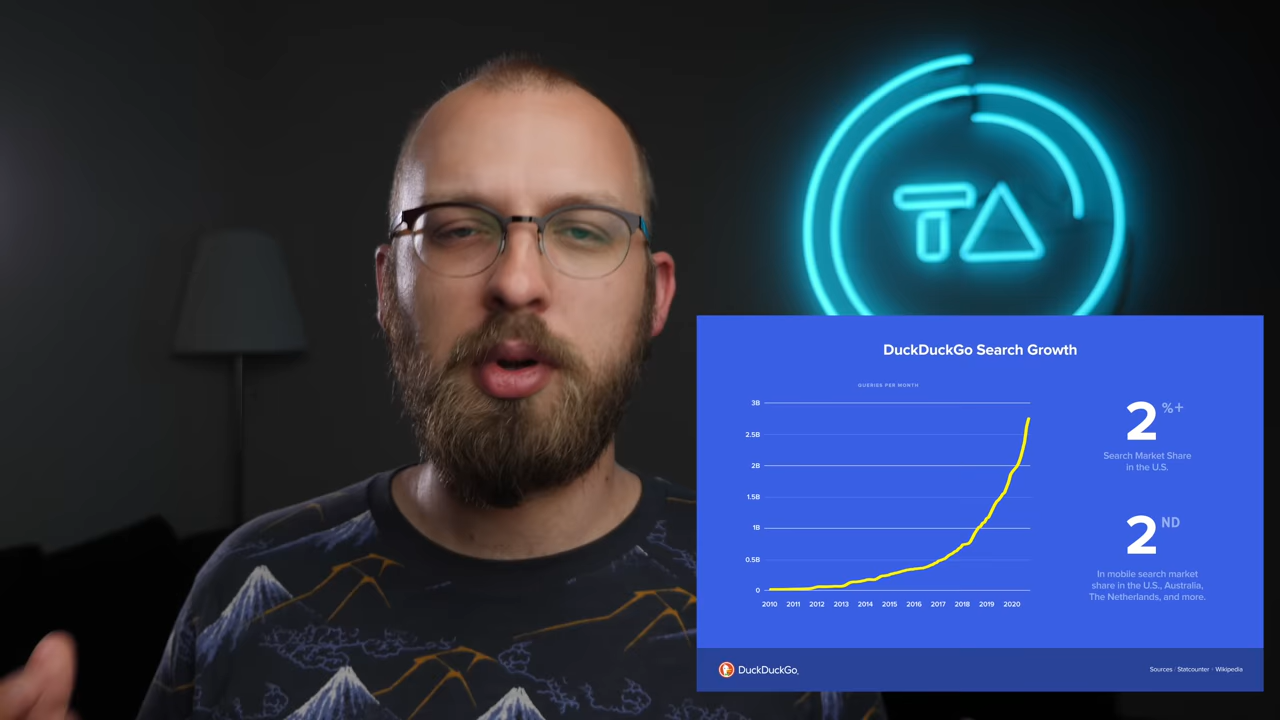 TA
DuckDuckGo Search Growth
QUERIES PER MONTH
3B
2.5B
2B
1.5B
1B
0.5B
0
2010 2011 2012 2013 2014 2015 2016 2017 2018 2019 2020
2%+
Search Market Share
in the U.S.
2ND
In mobile search market
share in the U.S., Australia,
The Netherlands, and more.
DuckDuckGo
Sources / Statcounter / Wikipedia